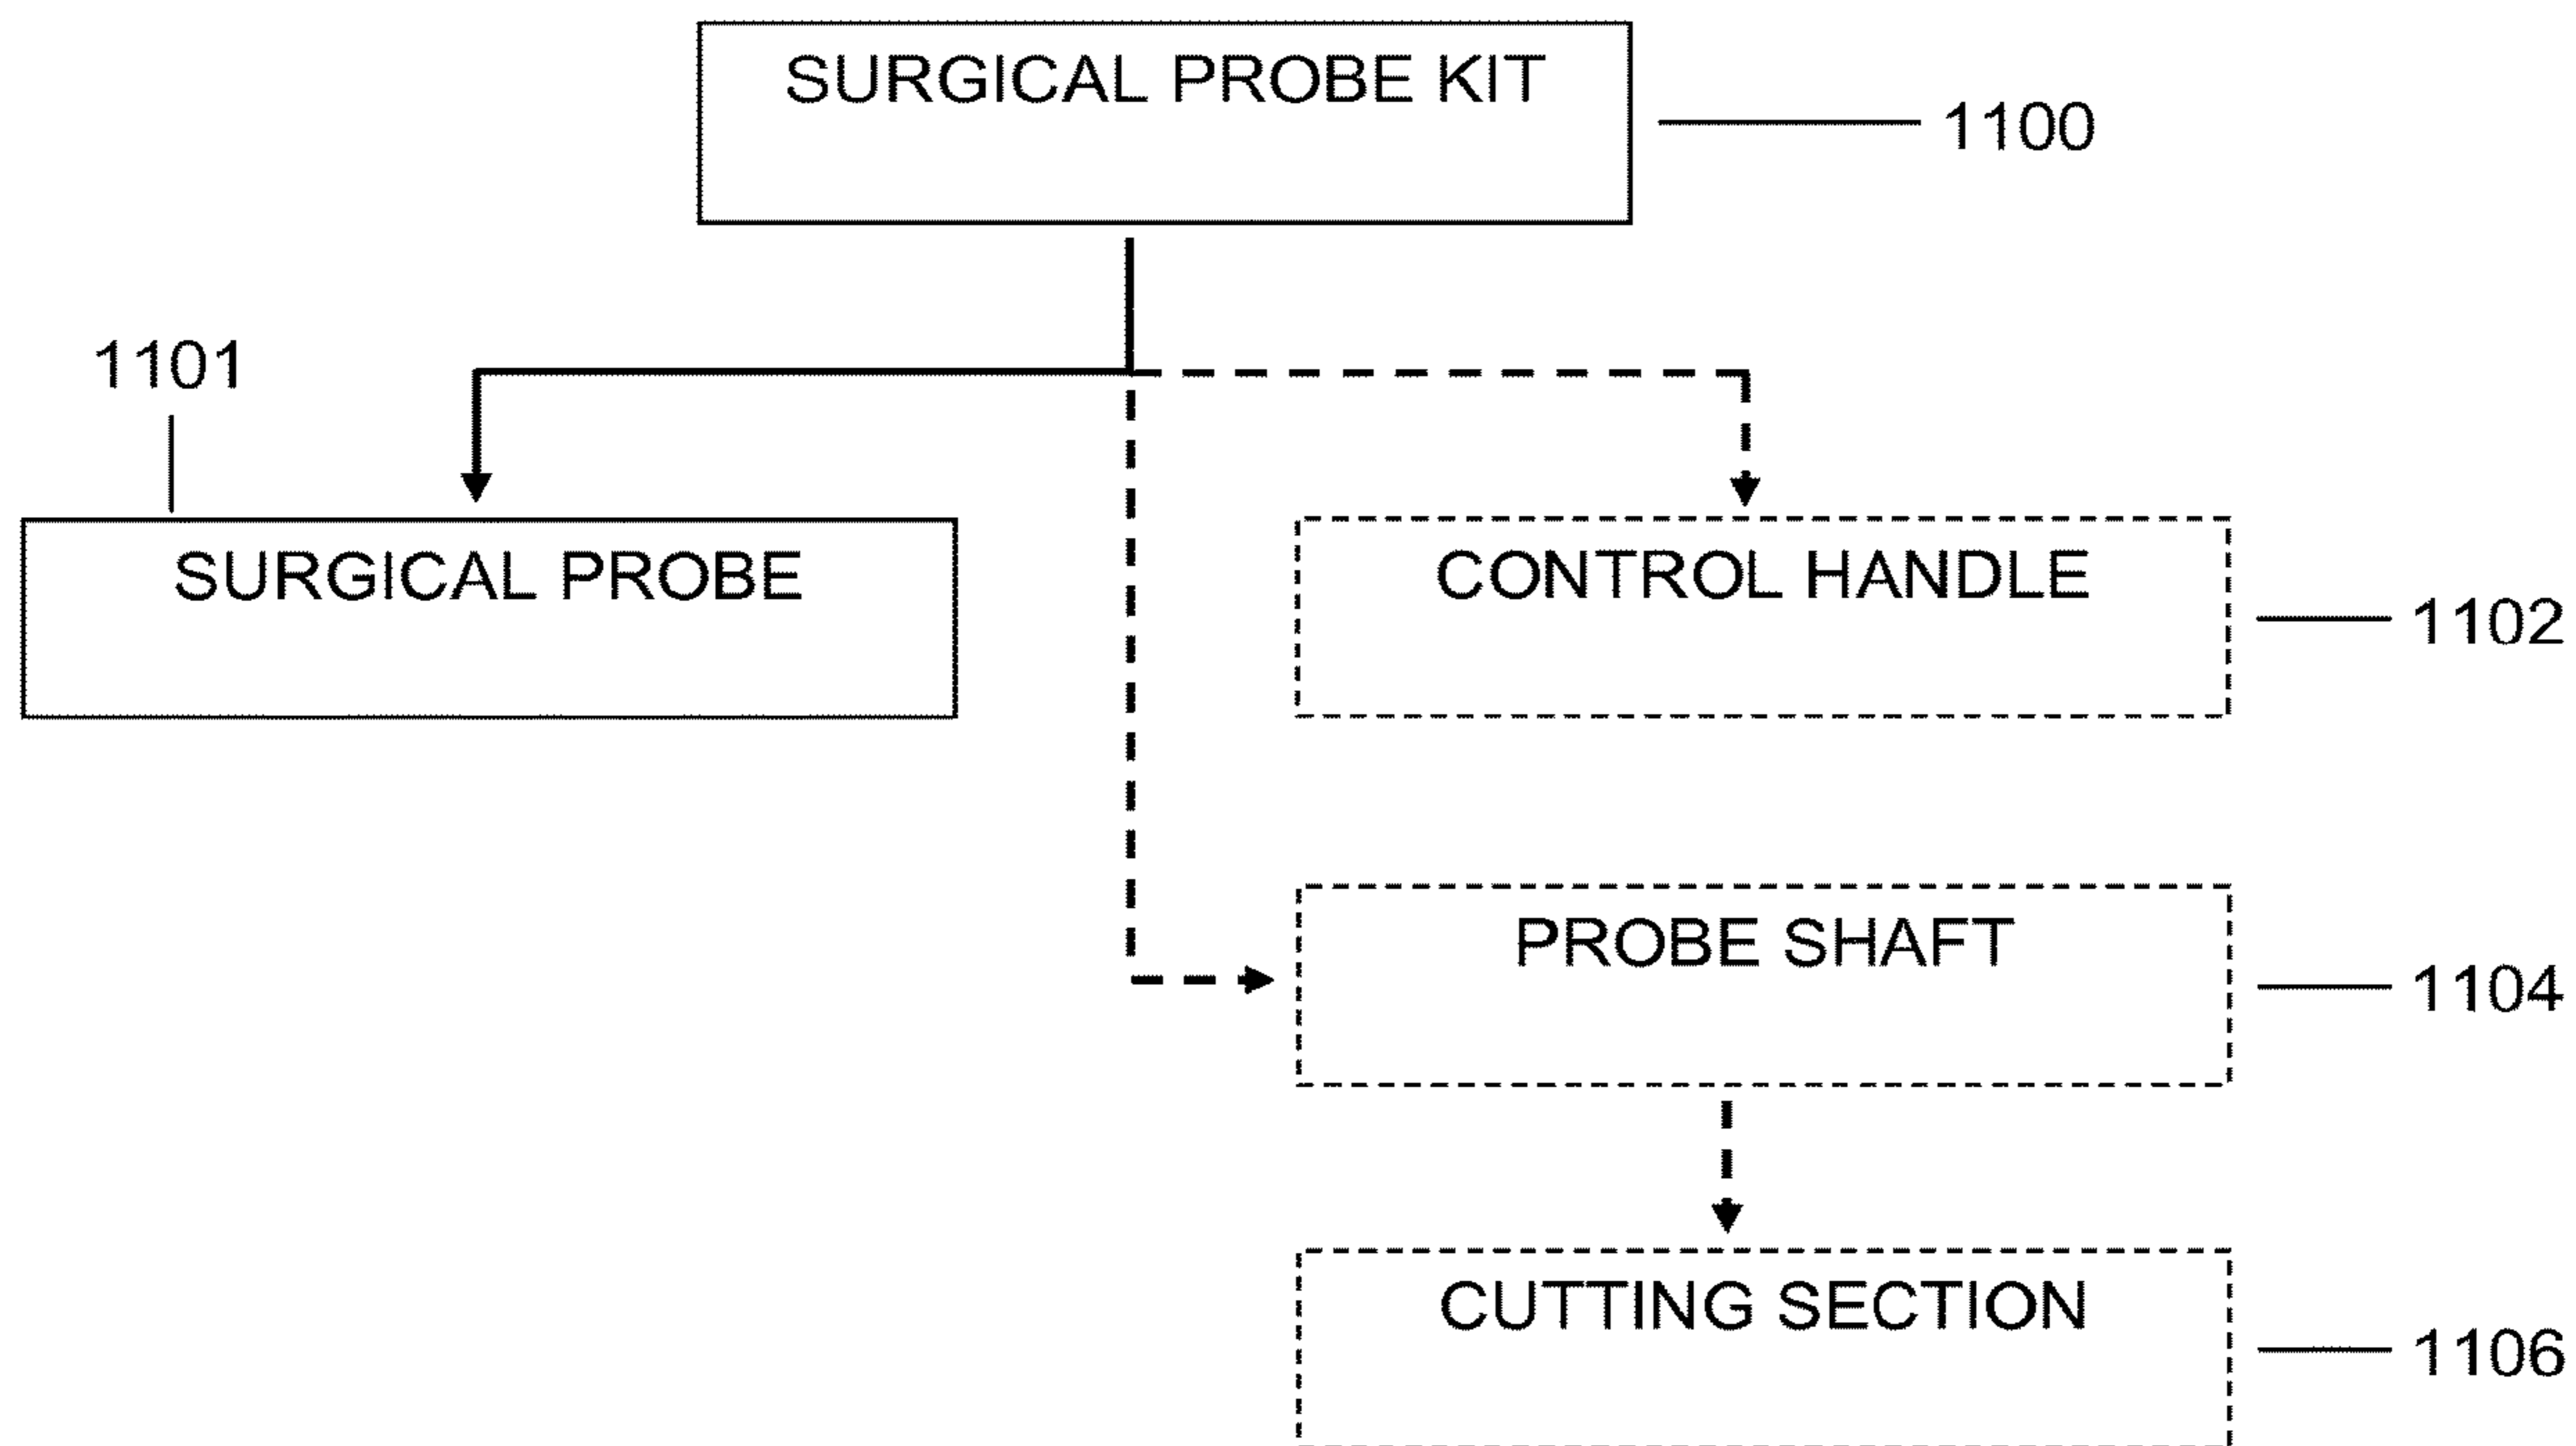 SURGICAL PROBE KIT
1100
1101
SURGICAL PROBE
CONTROL HANDLE
1102
PROBE SHAFT
1104
CUTTING SECTION
1106